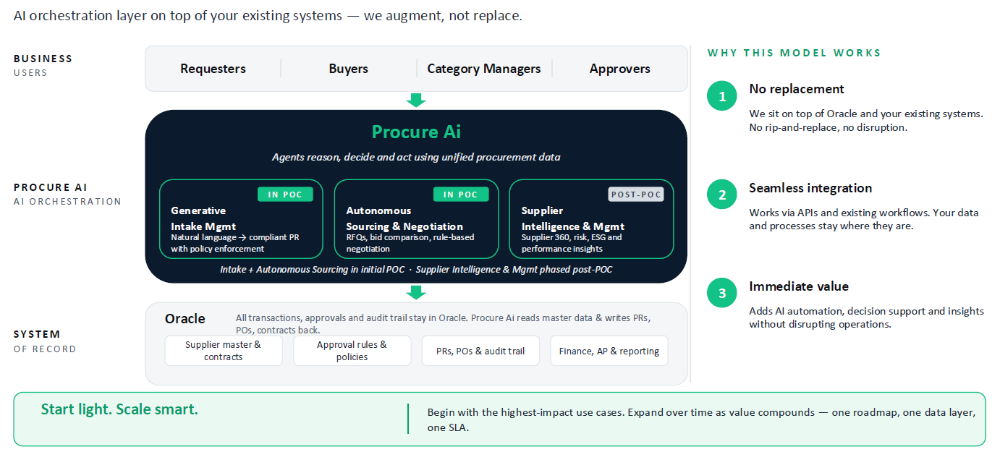 AI orchestration layer on top of your existing systems — we augment, not replace.
BUSINESS
USERS
Requesters
Buyers
Category Managers
Approvers
PROCURE AI
AI ORCHESTRATION
Procure Ai
Agents reason, decide and act using unified procurement data
IN POC
Generative
Intake Mgmt
Natural language → compliant PR
with policy enforcement
IN POC
Autonomous
Sourcing & Negotiation
RFQs, bid comparison, rule-based
negotiation
POST-POC
Supplier
Intelligence & Mgmt
Supplier 360, risk, ESG and
performance insights
Intake + Autonomous Sourcing in initial POC · Supplier Intelligence & Mgmt phased post-POC
SYSTEM
OF RECORD
Oracle
All transactions, approvals and audit trail stay in Oracle. Procure Ai reads master data & writes PRs,
POs, contracts back.
Supplier master &
contracts
Approval rules &
policies
PRs, POs & audit trail
Finance, AP & reporting
WHY THIS MODEL WORKS
1
No replacement
We sit on top of Oracle and your existing systems.
No rip-and-replace, no disruption.
2
Seamless integration
Works via APIs and existing workflows. Your data
and processes stay where they are.
3
Immediate value
Adds AI automation, decision support and insights
without disrupting operations.
Start light. Scale smart.
Begin with the highest-impact use cases. Expand over time as value compounds — one roadmap, one data layer,
one SLA.